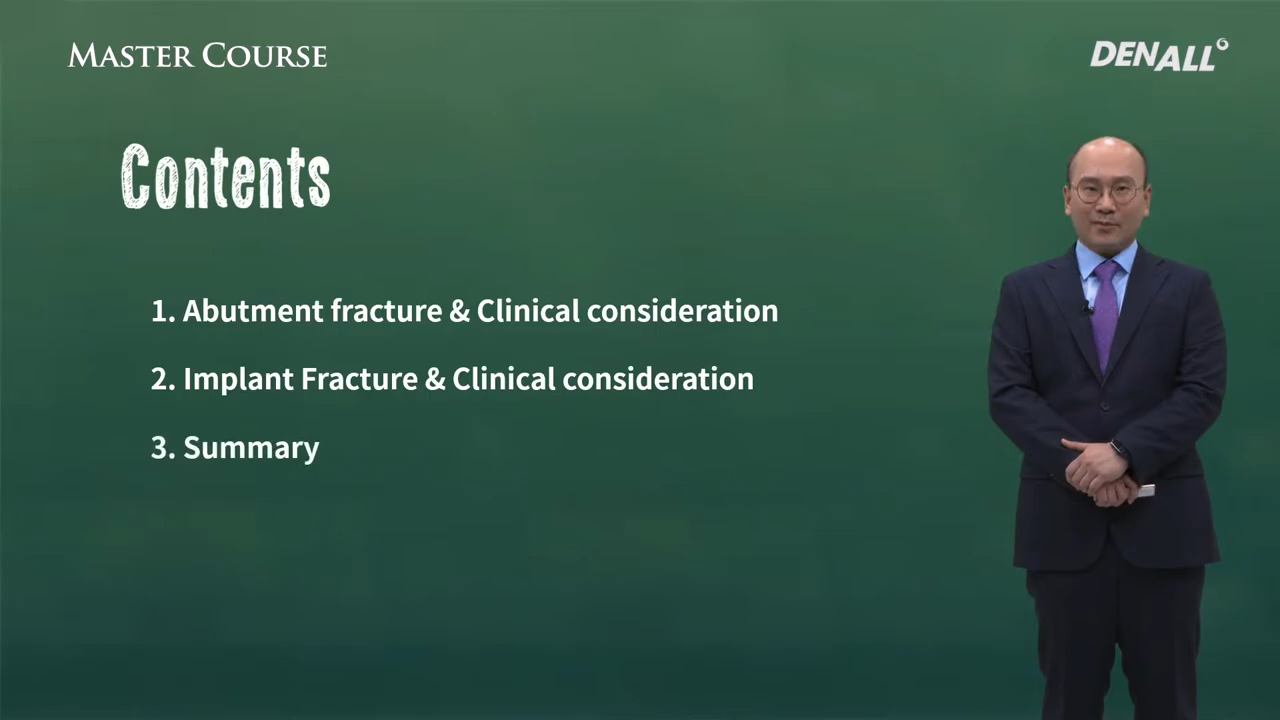 MASTER COURSE
DENALL
Contents
1. Abutment fracture & Clinical consideration
2. Implant Fracture & Clinical consideration
3. Summary